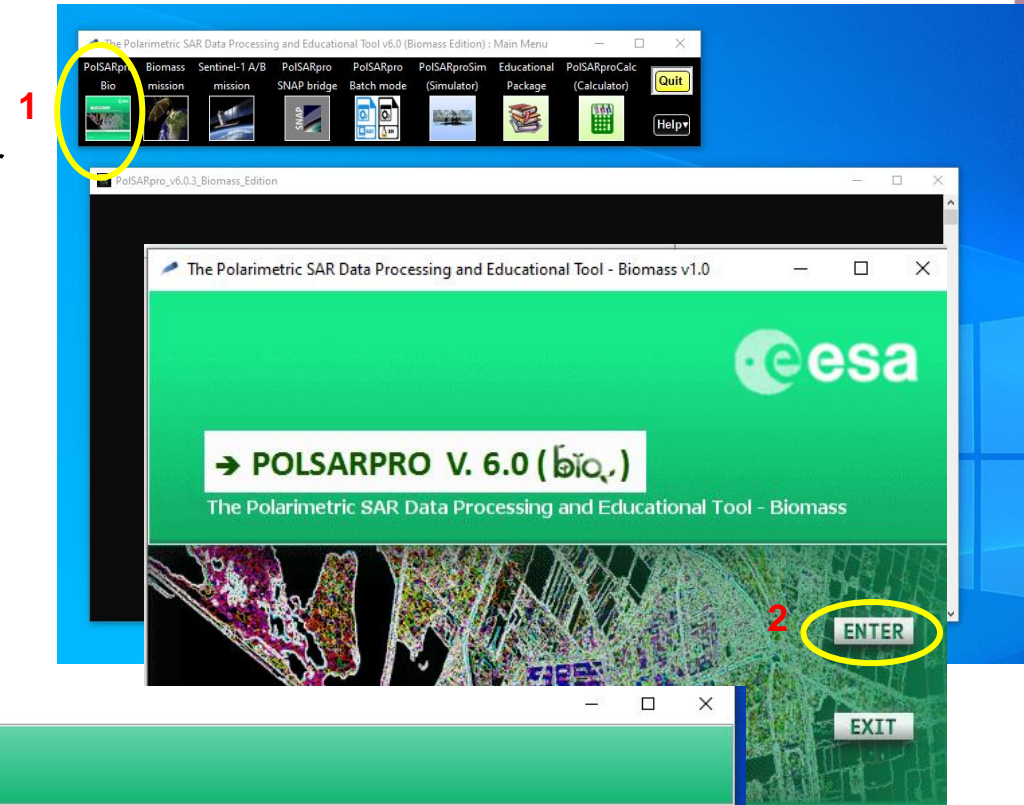 The Polarimetric SAR Data Processing and Educational Tool v6.0 (Biomass Edition) : Main Menu
PolSARpro Bio
Biomass mission
Sentinel-1 A/B mission
PolSARpro SNAP bridge
PolSARpro Batch mode
PolSARproSim (Simulator)
Educational Package
PolSARproCalc (Calculator)
Quit
Help
SNAP
1
PolSARpro_v6.0.3_Biomass_Edition
The Polarimetric SAR Data Processing and Educational Tool - Biomass v1.0
esa
→ POLSARPRO V. 6.0 (bio)
The Polarimetric SAR Data Processing and Educational Tool - Biomass
2
ENTER
EXIT